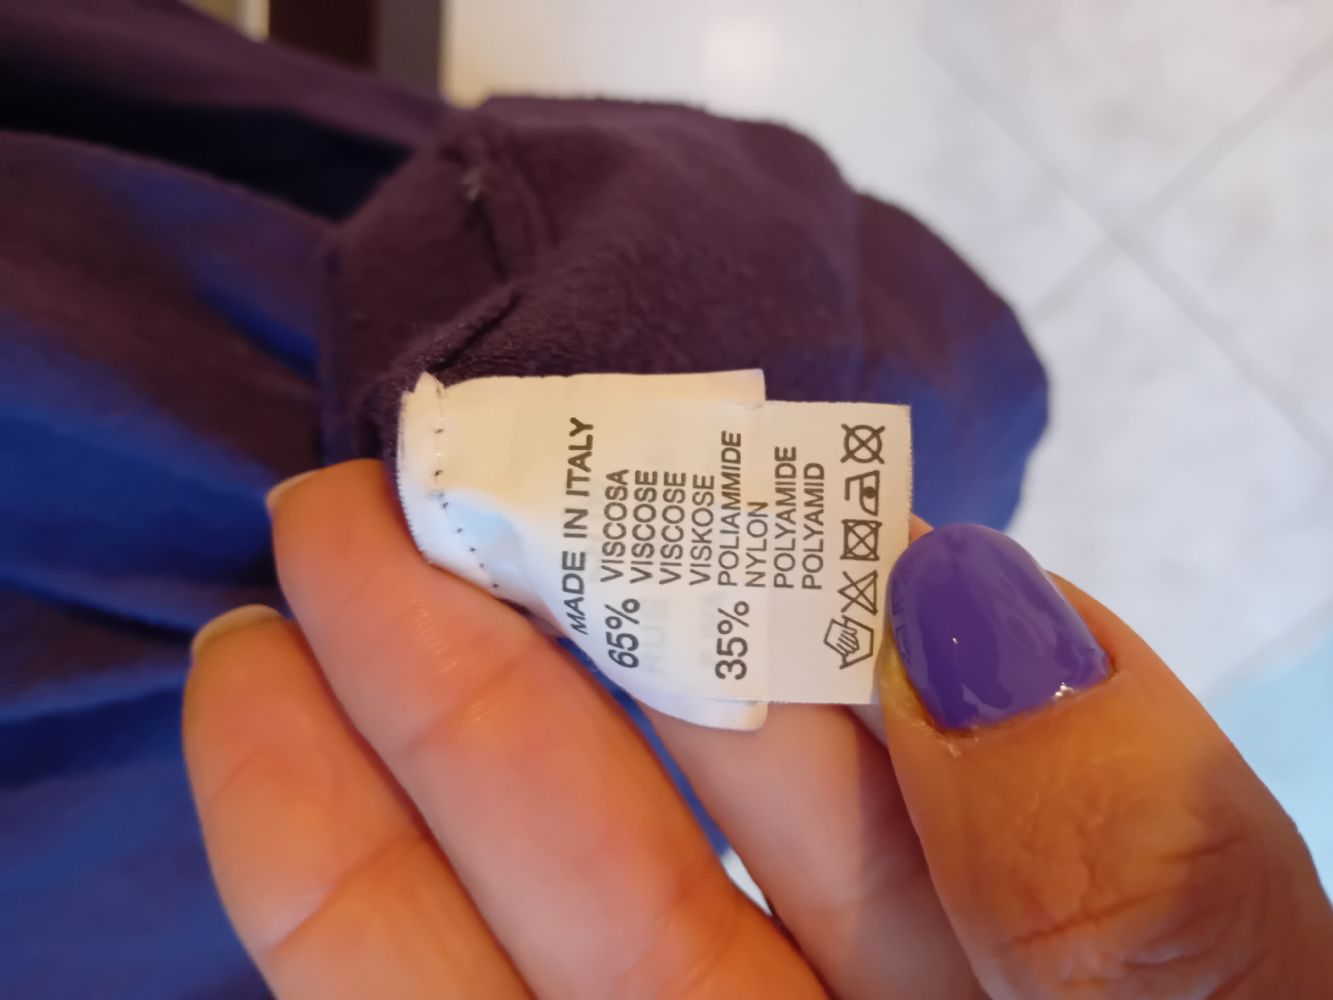 MADE IN ITALY
65% VISCOSA
VISCOSE
VISCOSE
VISKOSE
35% POLIAMMIDE
NYLON
POLYAMIDE
POLYAMID